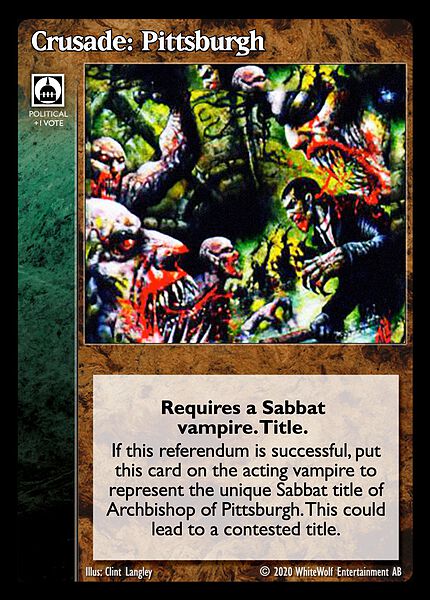 Crusade: Pittsburgh
POLITICAL
+1 VOTE
Requires a Sabbat
vampire.Title.
If this referendum is successful, put
this card on the acting vampire to
represent the unique Sabbat title of
Archbishop of Pittsburgh.This could
lead to a contested title.
Illus: Clint Langley
© 2020 WhiteWolf Entertainment AB